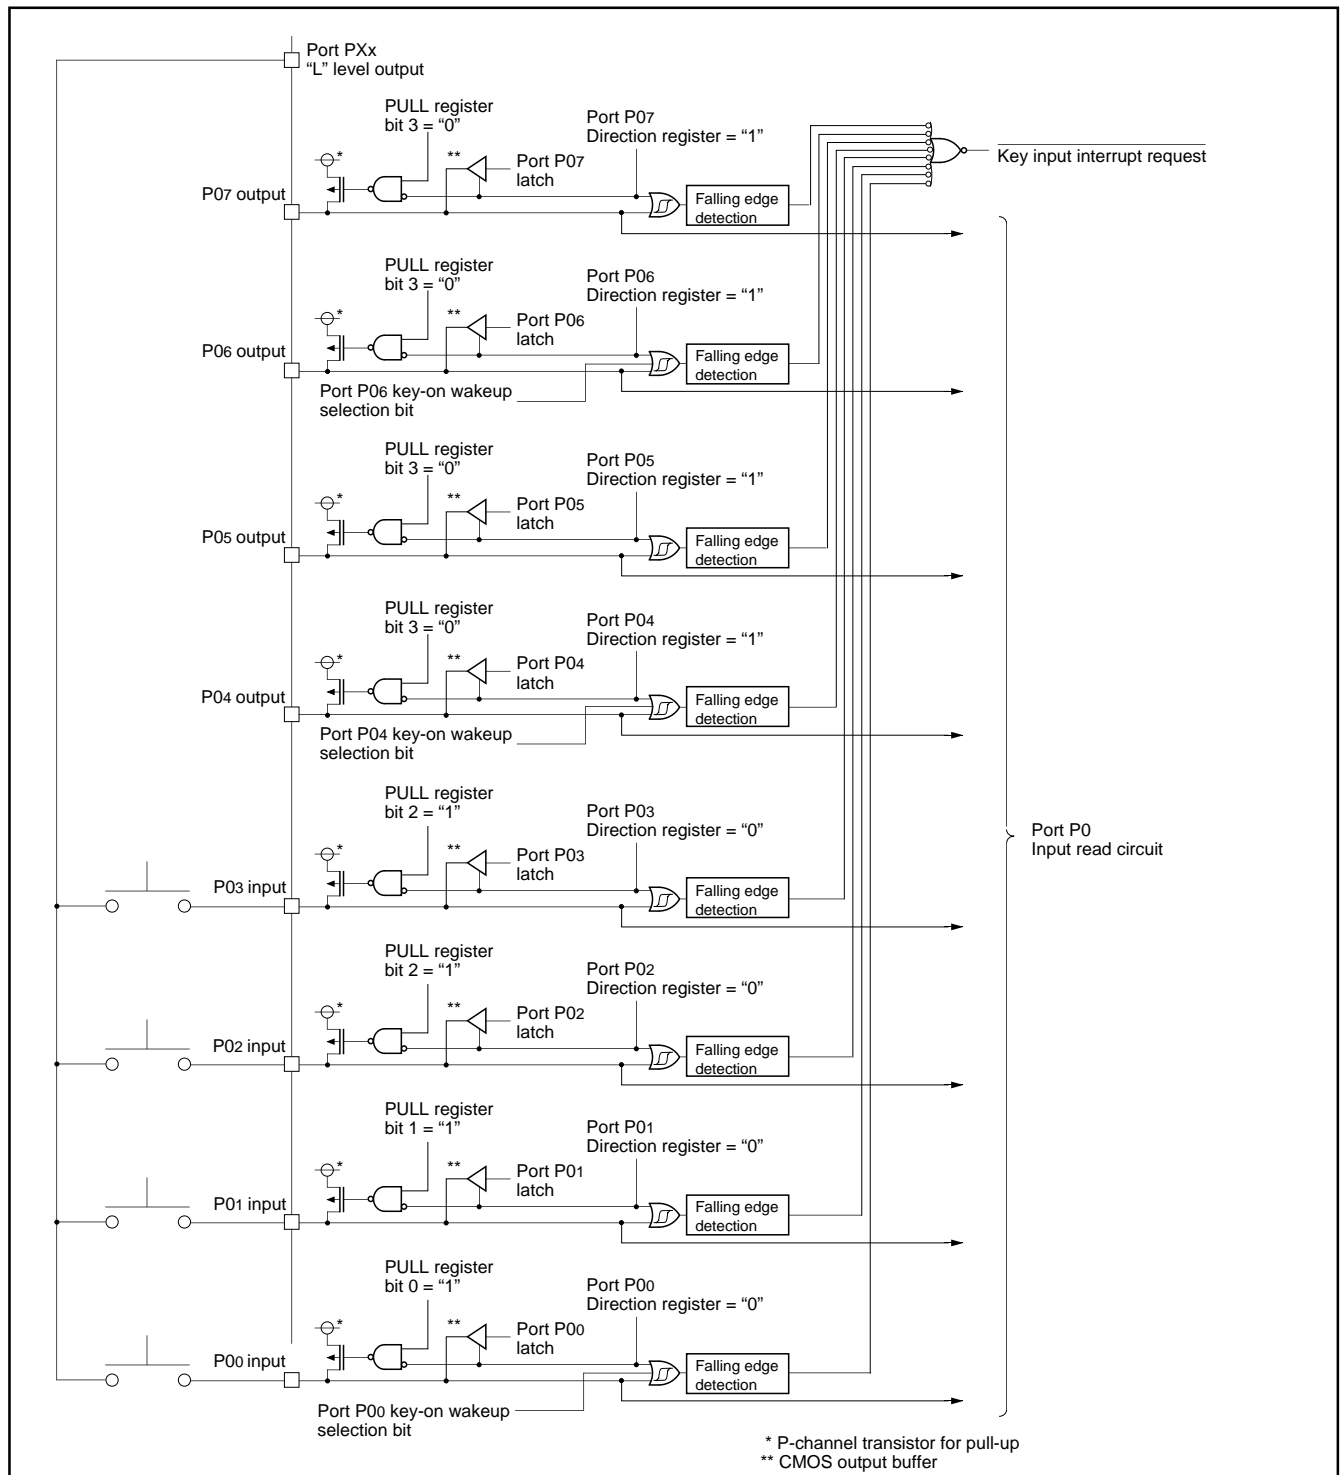 Port PXx
“L” level output
PULL register
bit 3 = “0”
Port P07
Direction register = “1”
*
**
Port P07
latch
P07 output
Falling edge
detection
Key input interrupt request
PULL register
bit 3 = “0”
Port P06
Direction register = “1”
*
**
Port P06
latch
P06 output
Falling edge
detection
Port P06 key-on wakeup
selection bit
PULL register
bit 3 = “0”
Port P05
Direction register = “1”
*
**
Port P05
latch
P05 output
Falling edge
detection
PULL register
bit 3 = “0”
Port P04
Direction register = “1”
*
**
Port P04
latch
P04 output
Falling edge
detection
Port P04 key-on wakeup
selection bit
PULL register
bit 2 = “1”
Port P03
Direction register = “0”
Port P0
Input read circuit
*
**
Port P03
latch
P03 input
Falling edge
detection
PULL register
bit 2 = “1”
Port P02
Direction register = “0”
*
**
Port P02
latch
P02 input
Falling edge
detection
PULL register
bit 1 = “1”
Port P01
Direction register = “0”
*
**
Port P01
latch
P01 input
Falling edge
detection
PULL register
bit 0 = “1”
Port P00
Direction register = “0”
*
**
Port P00
latch
P00 input
Falling edge
detection
Port P00 key-on wakeup
selection bit
* P-channel transistor for pull-up
** CMOS output buffer